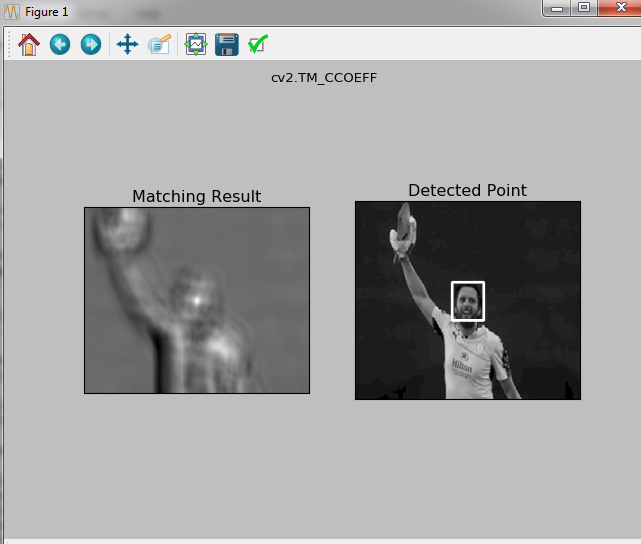 Figure 1
cv2.TM_CCOEFF
Matching Result
Detected Point
Hilton